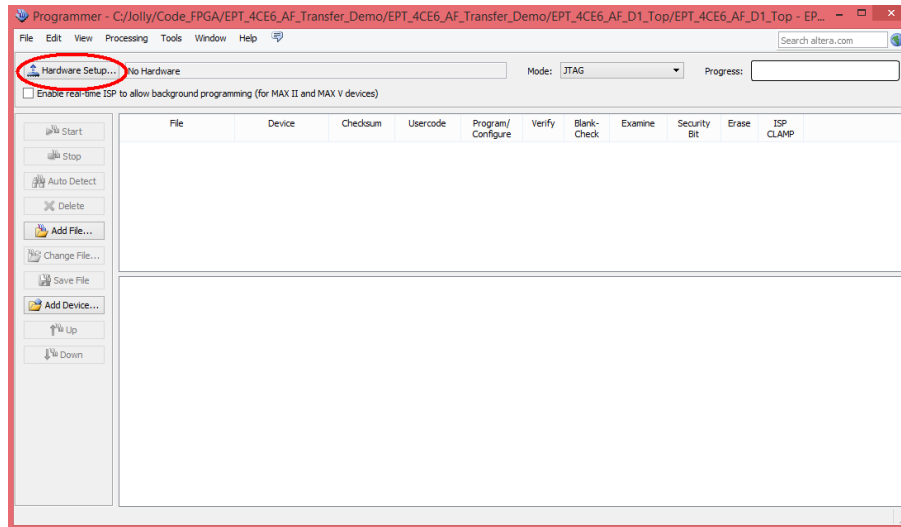 Programmer - C:/Jolly/Code_FPGA/EPT_4CE6_AF_Transfer_Demo/EPT_4CE6_AF_Transfer_Demo/EPT_4CE6_AF_D1_Top/EPT_4CE6_AF_D1_Top - EP...
File Edit View Processing Tools Window Help
Search altera.com
Hardware Setup... No Hardware Mode: JTAG Progress:
Enable real-time ISP to allow background programming (for MAX II and MAX V devices)
File Device Checksum Usercode Program/ Verify Blank- Examine Security Erase ISP
Configure Check Bit CLAMP
Start
Stop
Auto Detect
Delete
Add File...
Change File...
Save File
Add Device...
Up
Down